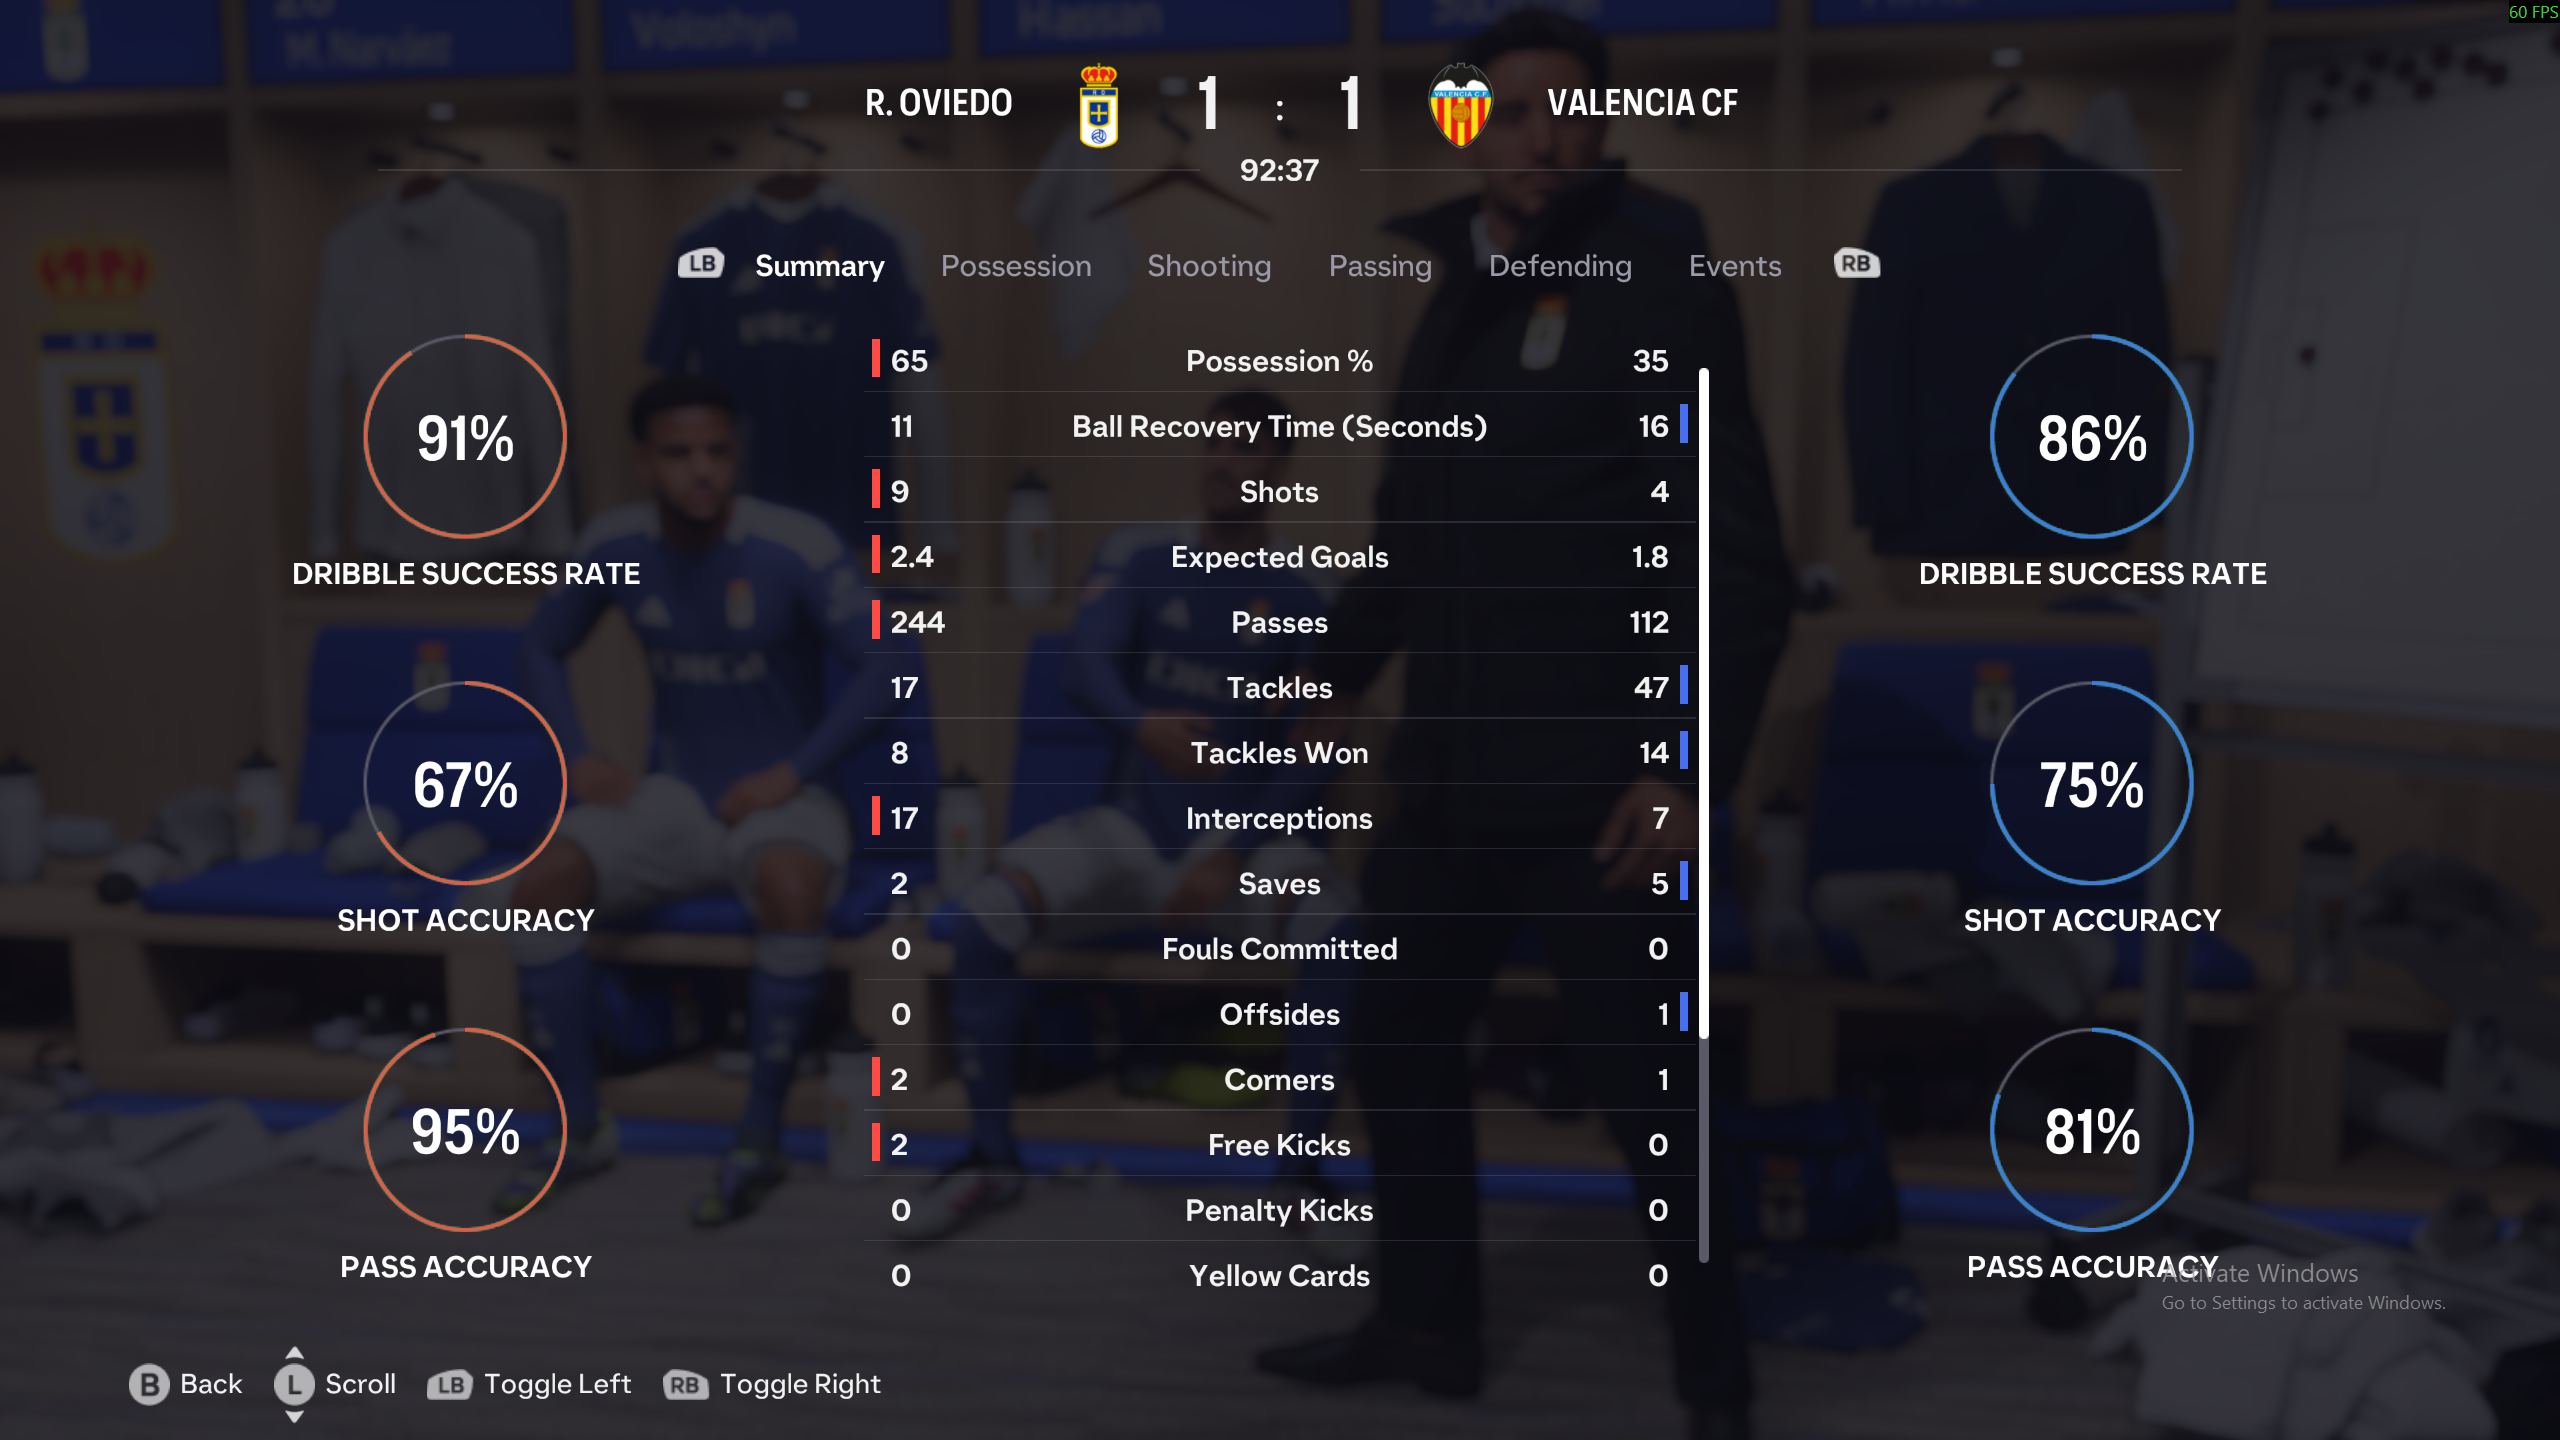 60 FPS
M.Narváez
Voloshyn
Hassan
R. OVIEDO 1 : 1 VALENCIA CF
92:37
LB Summary Possession Shooting Passing Defending Events RB
65 Possession % 35
11 Ball Recovery Time (Seconds) 16
9 Shots 4
2.4 Expected Goals 1.8
244 Passes 112
17 Tackles 47
8 Tackles Won 14
17 Interceptions 7
2 Saves 5
0 Fouls Committed 0
0 Offsides 1
2 Corners 1
2 Free Kicks 0
0 Penalty Kicks 0
0 Yellow Cards 0
91%
DRIBBLE SUCCESS RATE
67%
SHOT ACCURACY
95%
PASS ACCURACY
86%
DRIBBLE SUCCESS RATE
75%
SHOT ACCURACY
81%
PASS ACCURACY
Activate Windows
Go to Settings to activate Windows.
B Back L Scroll LB Toggle Left RB Toggle Right